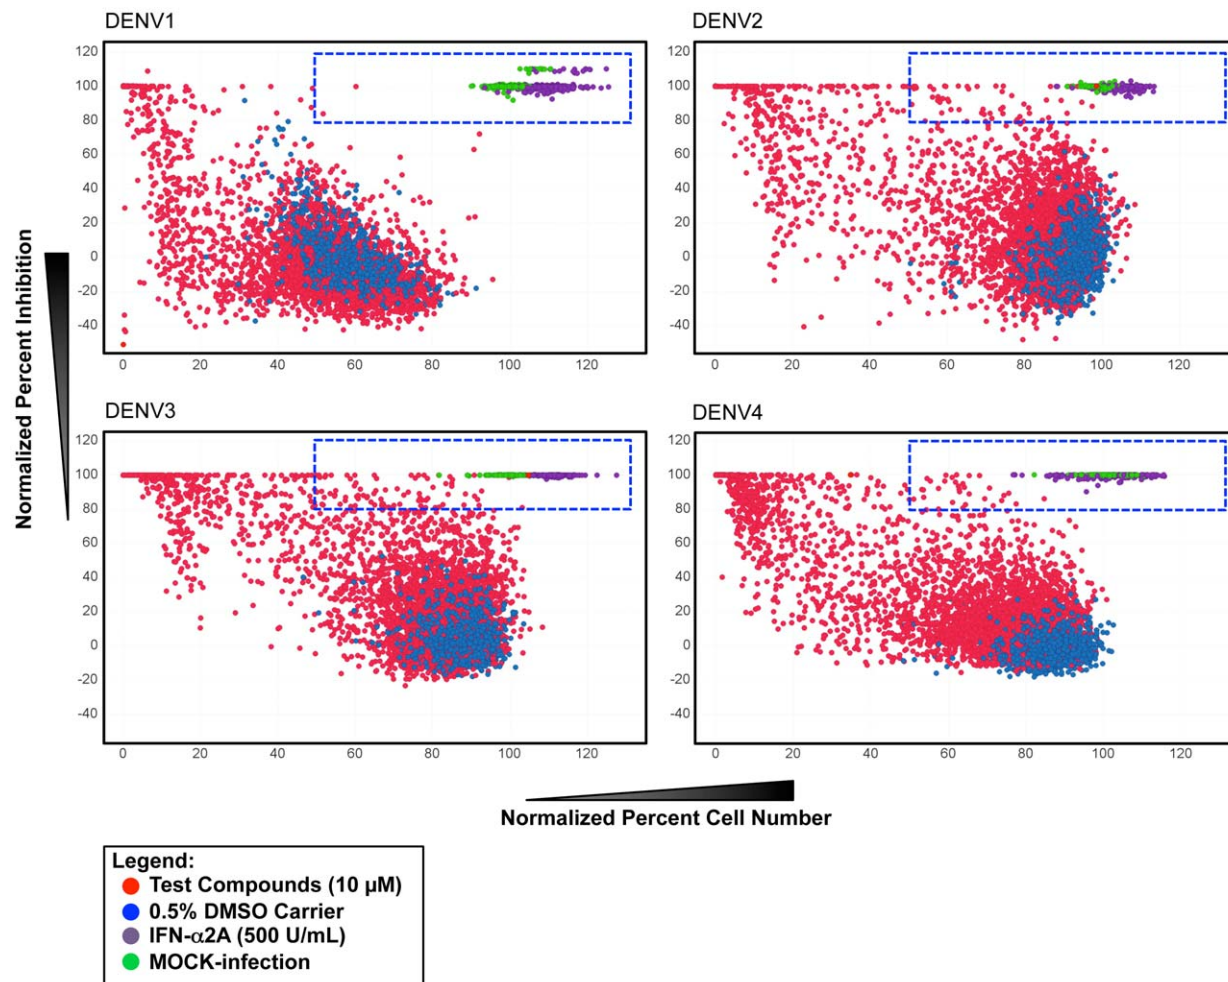 DENV1
DENV2
120
100
80
60
40
20
0
-20
-40
0 20 40 60 80 100 120
120
100
80
60
40
20
0
-20
-40
0 20 40 60 80 100 120
DENV3
DENV4
120
100
80
60
40
20
0
-20
-40
0 20 40 60 80 100 120
120
100
80
60
40
20
0
-20
-40
0 20 40 60 80 100 120
Normalized Percent Inhibition
Normalized Percent Cell Number
Legend:
Test Compounds (10 µM)
0.5% DMSO Carrier
IFN-α2A (500 U/mL)
MOCK-infection